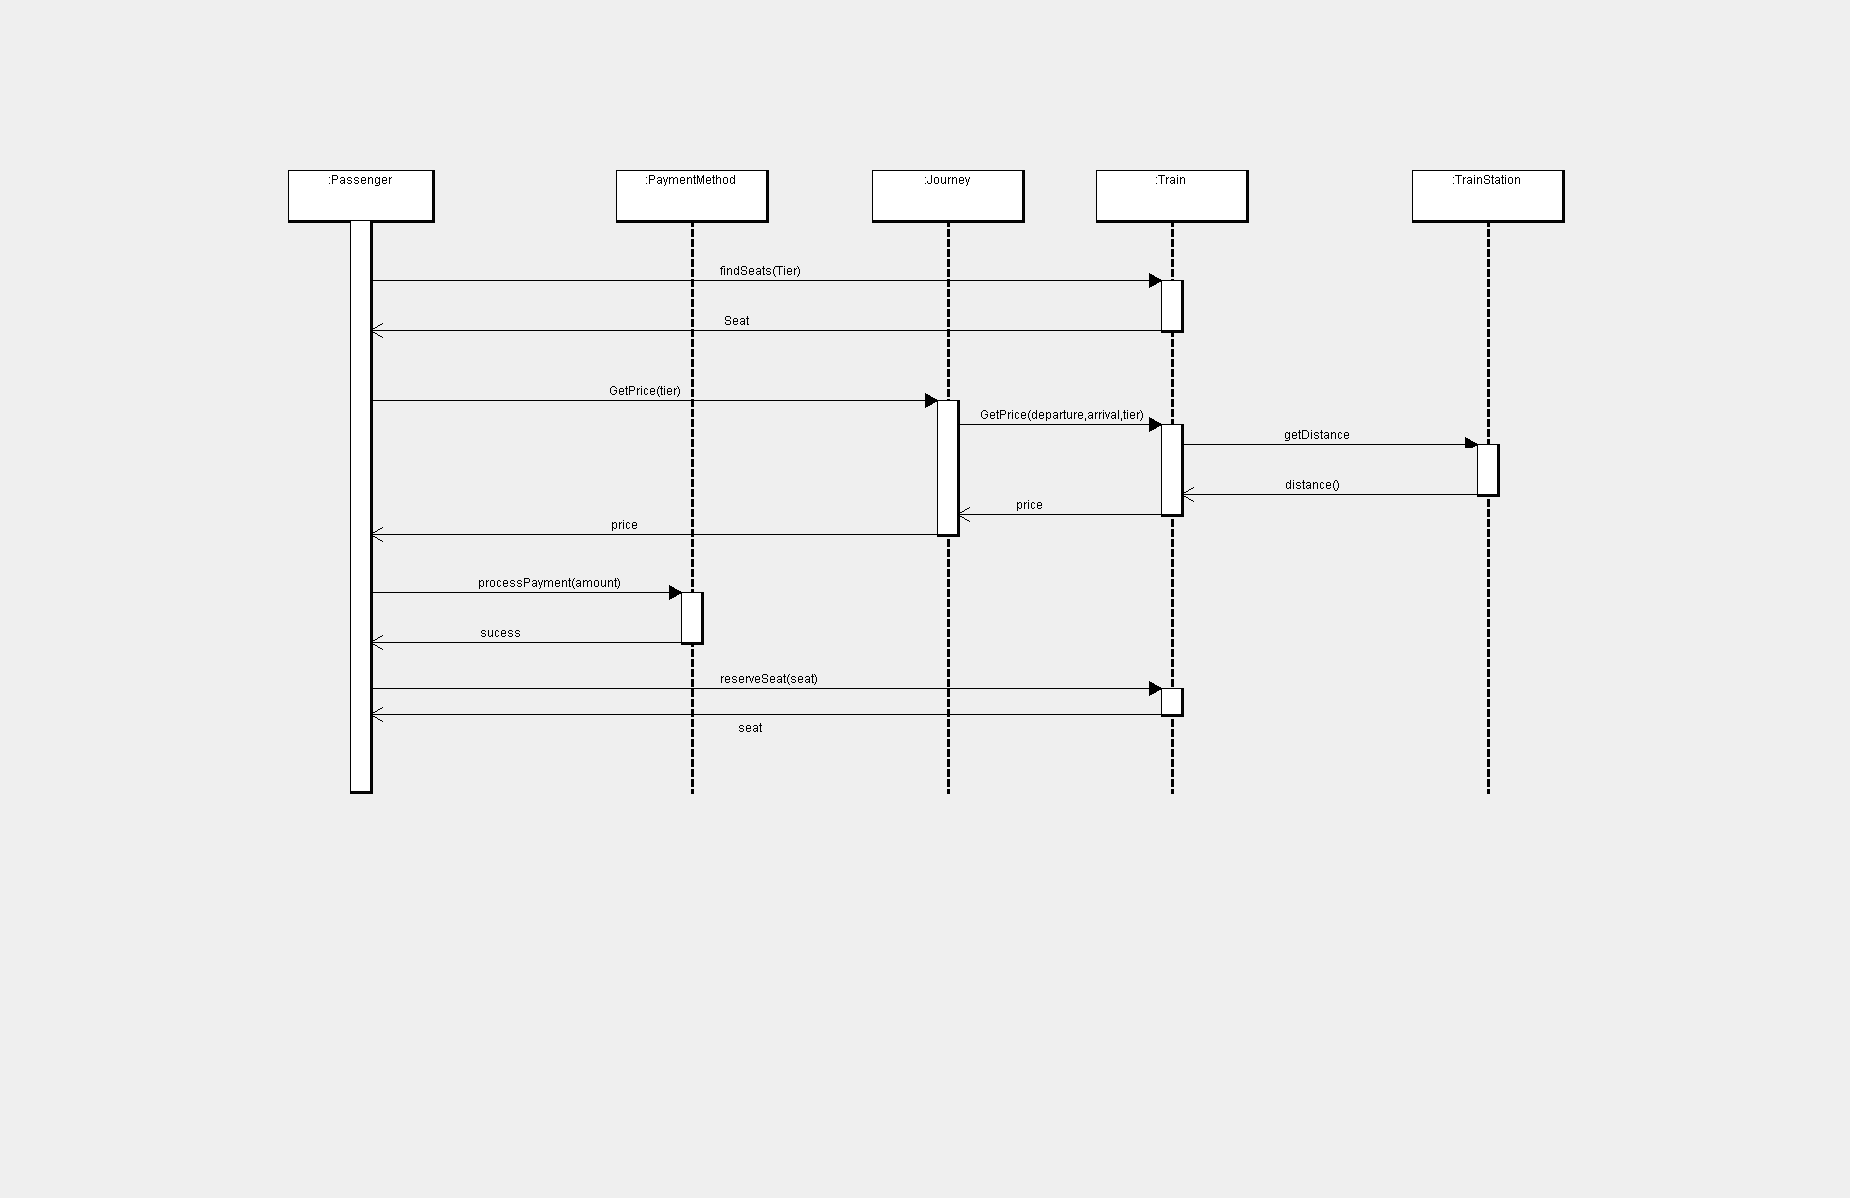 :Passenger
:PaymentMethod
:Journey
:Train
:TrainStation
findSeats(Tier)
Seat
GetPrice(tier)
GetPrice(departure,arrival,tier)
getDistance
distance()
price
price
processPayment(amount)
sucess
reserveSeat(seat)
seat